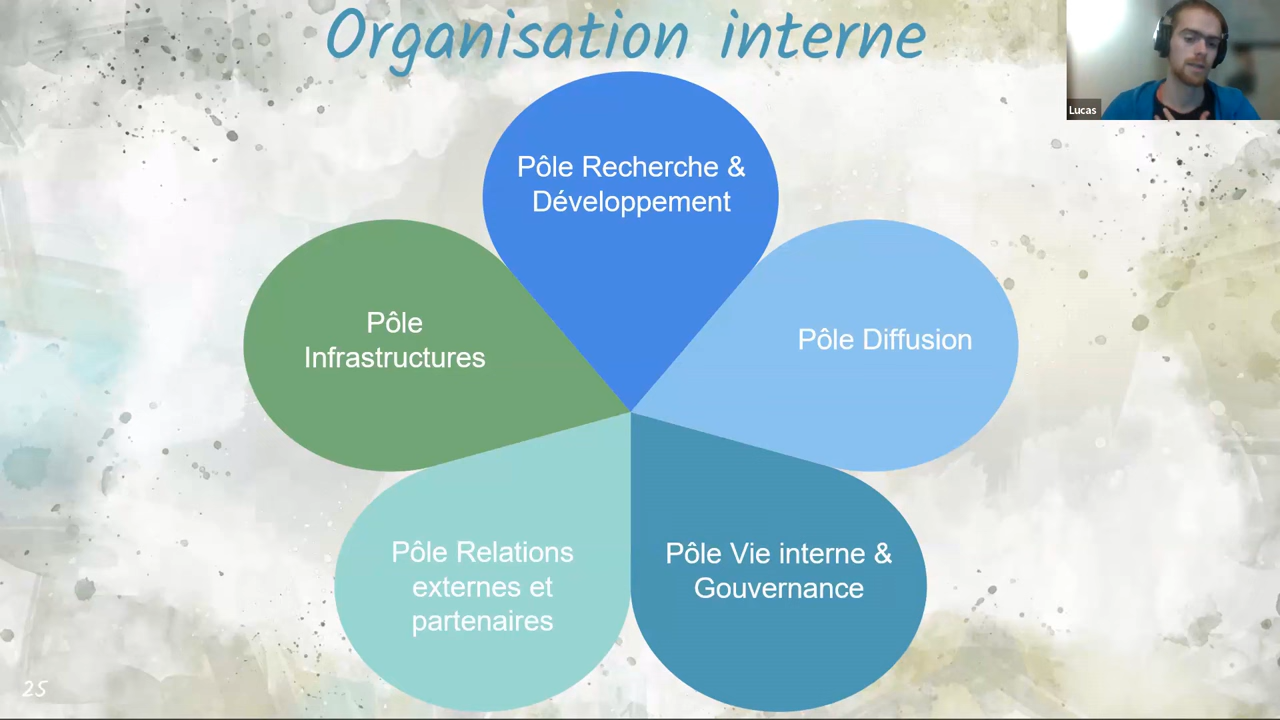 Organisation interne
Lucas
Pôle Recherche &
Développement
Pôle
Infrastructures
Pôle Diffusion
Pôle Relations
externes et
partenaires
Pôle Vie interne &
Gouvernance
25